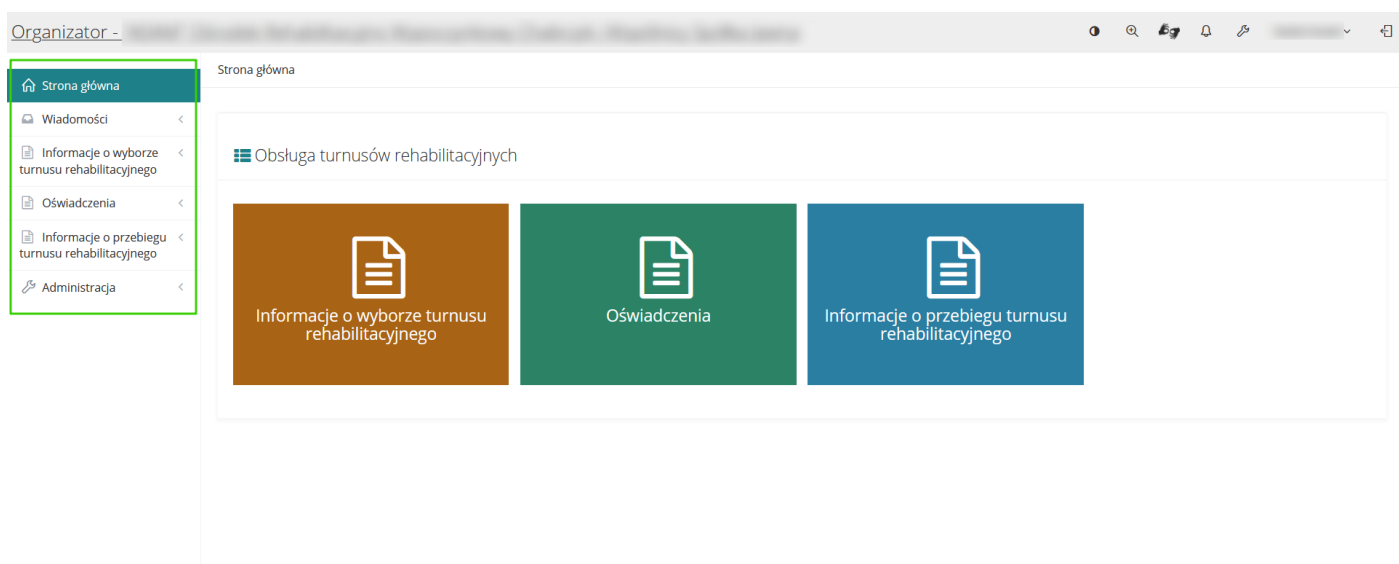 Organizator -
Strona główna
Strona główna
Wiadomości
Informacje o wyborze
turnusu rehabilitacyjnego
Oświadczenia
Informacje o przebiegu
turnusu rehabilitacyjnego
Administracja
Obsługa turnusów rehabilitacyjnych
Informacje o wyborze turnusu
rehabilitacyjnego
Oświadczenia
Informacje o przebiegu turnusu
rehabilitacyjnego